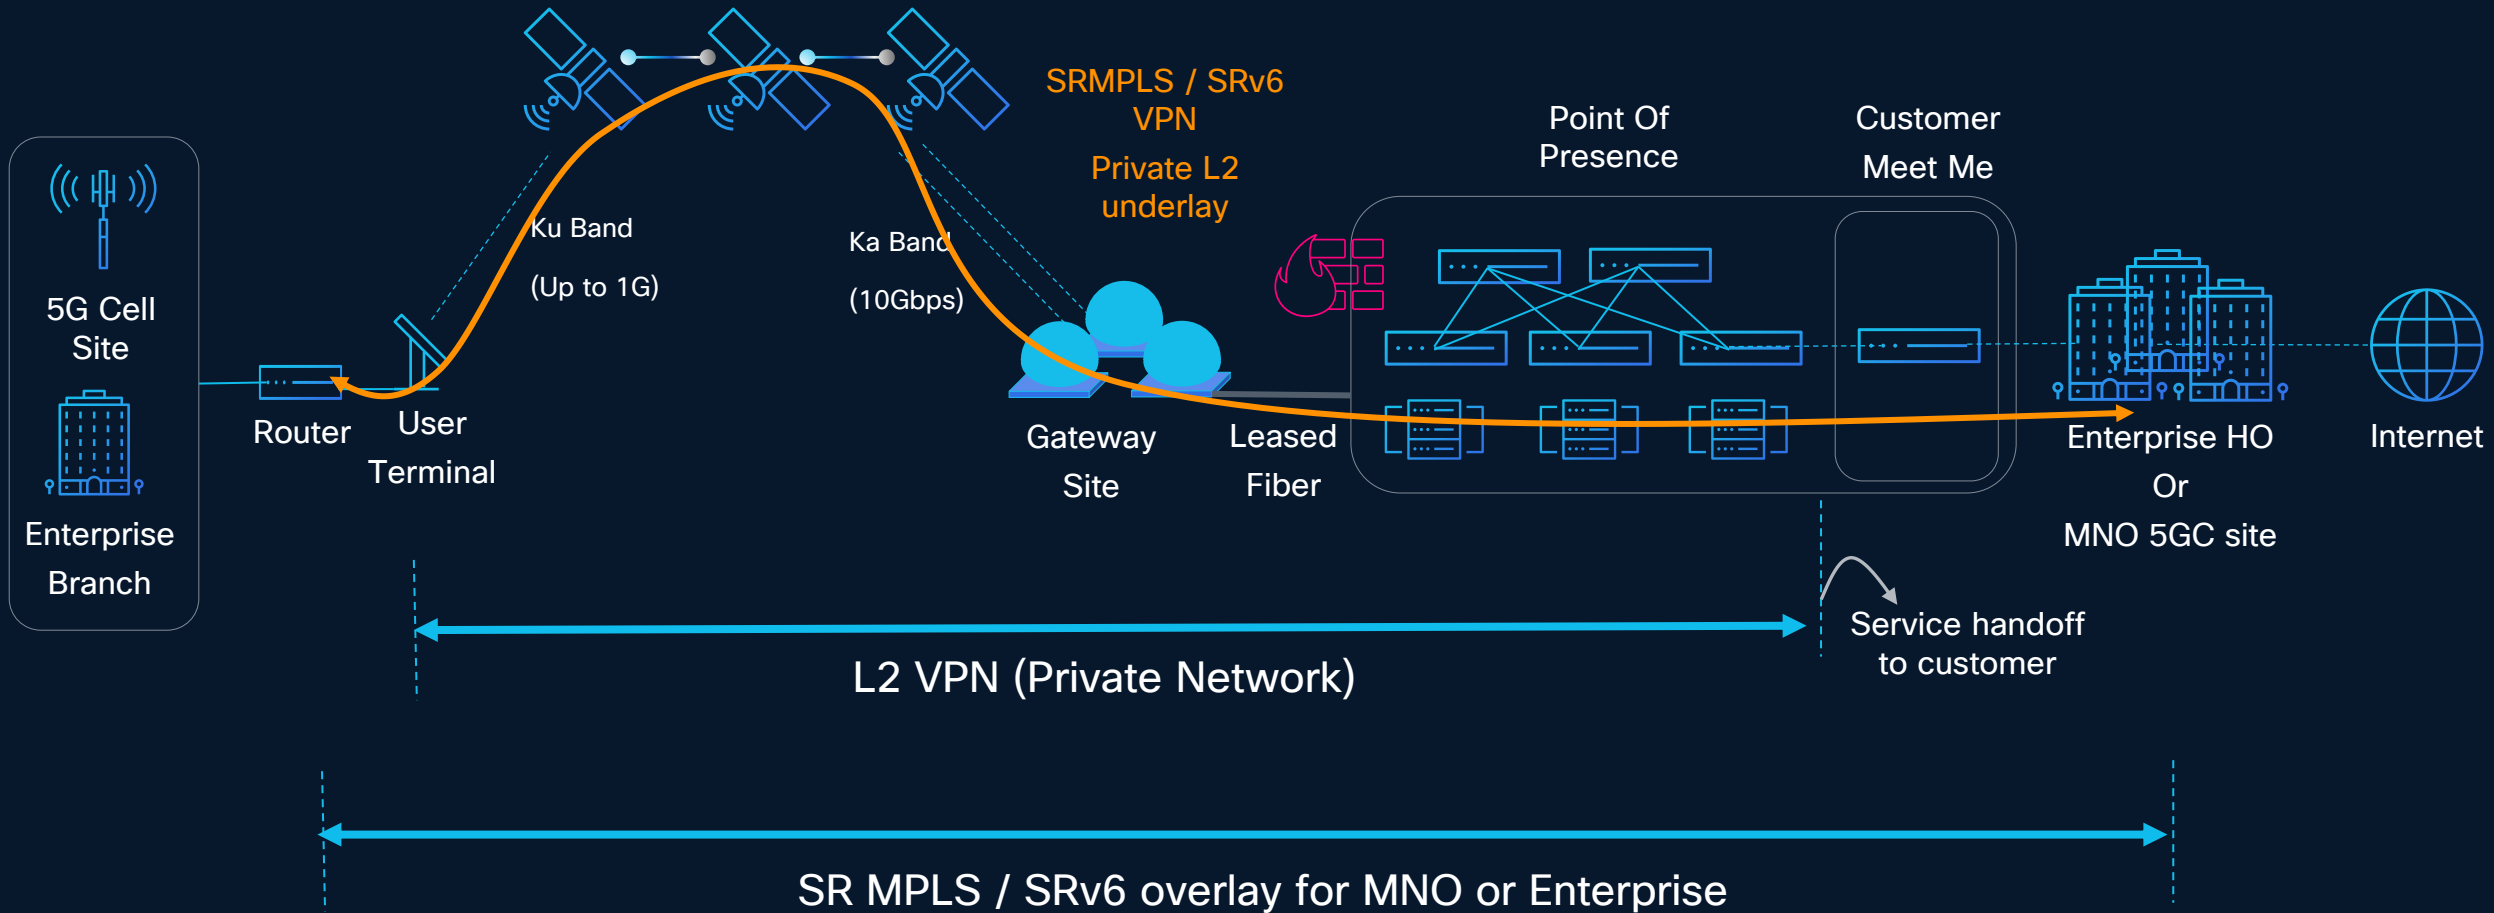 SRMPLS / SRv6
VPN
Private L2
underlay
Point Of
Presence
Customer
Meet Me
Ku Band
(Up to 1G)
Ka Band
(10Gbps)
5G Cell
Site
Enterprise
Branch
Router
User
Terminal
Gateway
Site
Leased
Fiber
Enterprise HO
Or
MNO 5GC site
Internet
Service handoff
to customer
L2 VPN (Private Network)
SR MPLS / SRv6 overlay for MNO or Enterprise